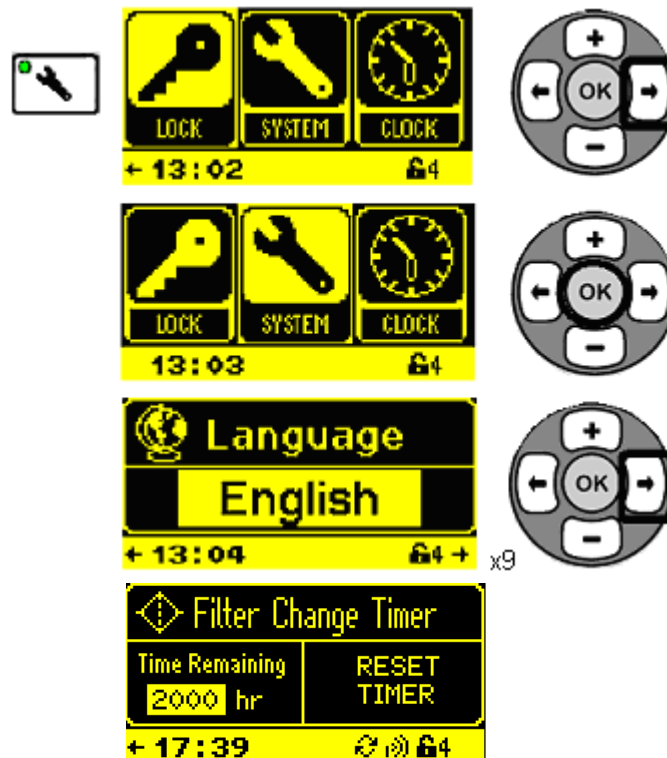 LOCK SYSTEM CLOCK
13:02 4
+
OK
−
LOCK SYSTEM CLOCK
13:03 4
+
OK
−
Language
English
13:04 4
x9
+
OK
−
Filter Change Timer
Time Remaining
2000 hr
RESET
TIMER
17:39 4